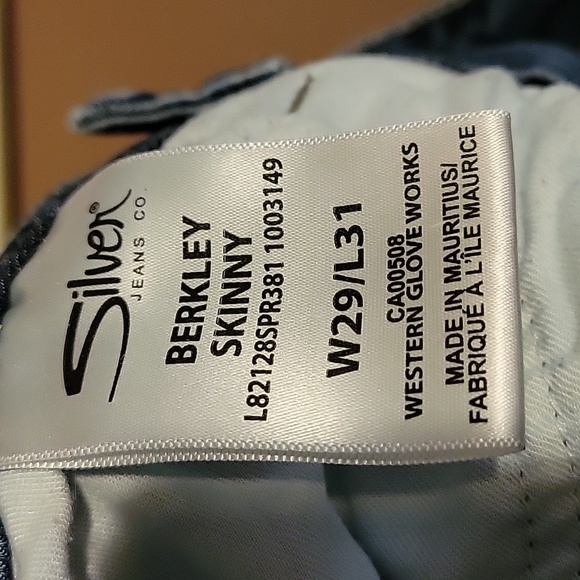 Silver®
JEANS CO.
BERKLEY
SKINNY
L82128SPR381 1003149
W29/L31
CA00508
WESTERN GLOVE WORKS
MADE IN MAURITIUS/
FABRIQUÉ À L'ÎLE MAURICE